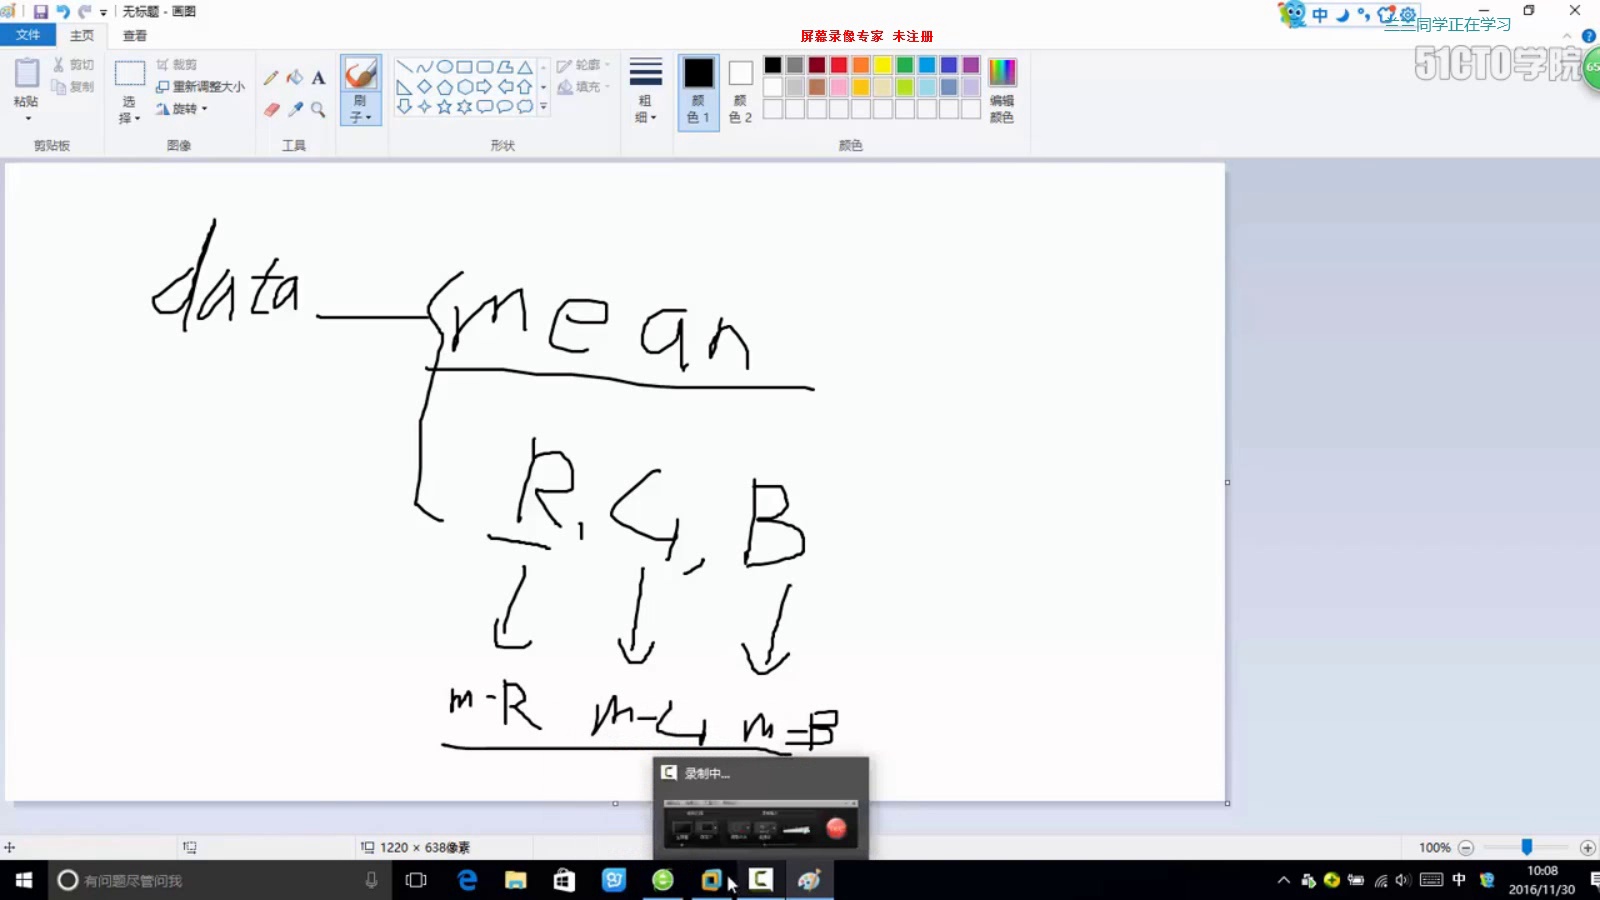 无标题 - 画图
中
兰兰同学正在学习
文件
主页
查看
屏幕录像专家 未注册
51CTO学院
65
粘贴
剪切
复制
选择
裁剪
重新调整大小
旋转
A
刷子
轮廓
填充
粗细
颜色 1
颜色 2
编辑颜色
剪贴板
图像
工具
形状
颜色
data
mean
R, G, B
m-R m-G m=B
录制中...
1220 × 638像素
100%
有问题尽管问我
中
10:08
2016/11/30